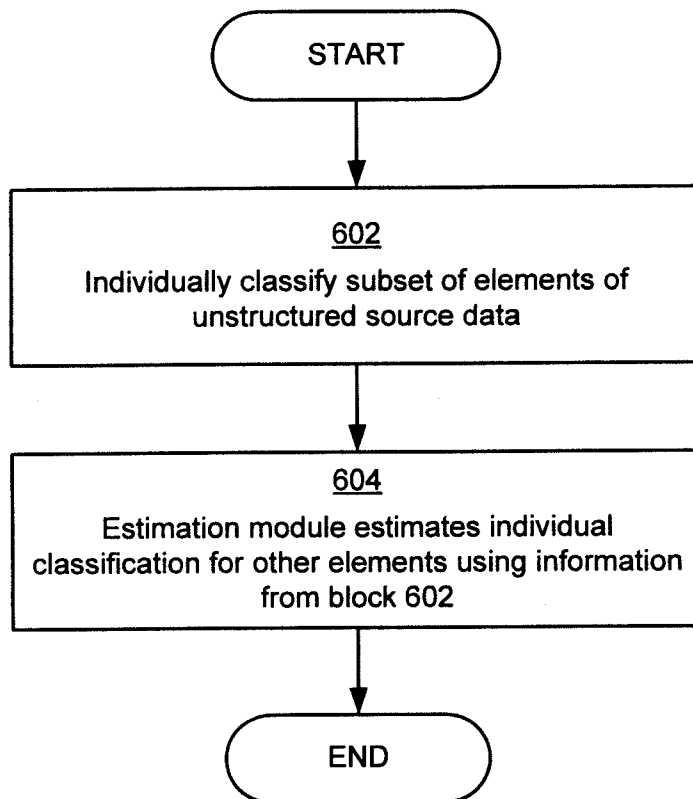 START
602
Individually classify subset of elements of
unstructured source data
604
Estimation module estimates individual
classification for other elements using information
from block 602
END